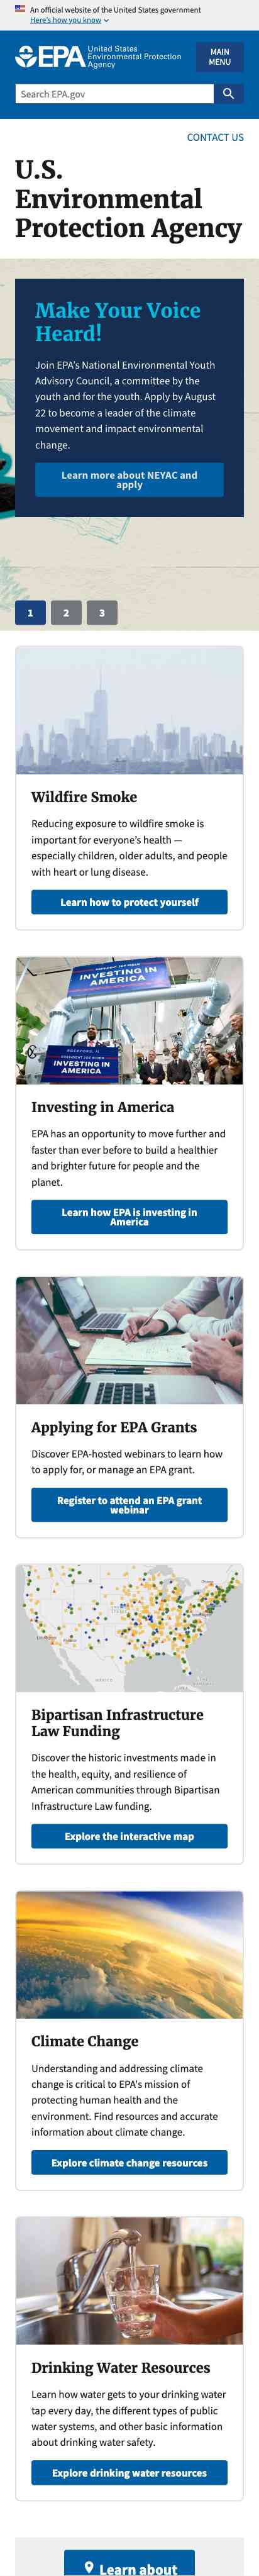 An official website of the United States government
Here's how you know
EPA United States
Environmental Protection
Agency
MAIN
MENU
Search EPA.gov
CONTACT US
U.S.
Environmental
Protection Agency
Make Your Voice
Heard!
Join EPA's National Environmental Youth
Advisory Council, a committee by the
youth and for the youth. Apply by August
22 to become a leader of the climate
movement and impact environmental
change.
Learn more about NEYAC and
apply
1 2 3
Wildfire Smoke
Reducing exposure to wildfire smoke is
important for everyone's health —
especially children, older adults, and people
with heart or lung disease.
Learn how to protect yourself
INVESTING IN
AMERICA
INVESTING IN
AMERICA
Investing in America
EPA has an opportunity to move further and
faster than ever before to build a healthier
and brighter future for people and the
planet.
Learn how EPA is investing in
America
Applying for EPA Grants
Discover EPA-hosted webinars to learn how
to apply for, or manage an EPA grant.
Register to attend an EPA grant
webinar
Bipartisan Infrastructure
Law Funding
Discover the historic investments made in
the health, equity, and resilience of
American communities through Bipartisan
Infrastructure Law funding.
Explore the interactive map
Climate Change
Understanding and addressing climate
change is critical to EPA's mission of
protecting human health and the
environment. Find resources and accurate
information about climate change.
Explore climate change resources
Drinking Water Resources
Learn how water gets to your drinking water
tap every day, the different types of public
water systems, and other basic information
about drinking water safety.
Explore drinking water resources
Learn about